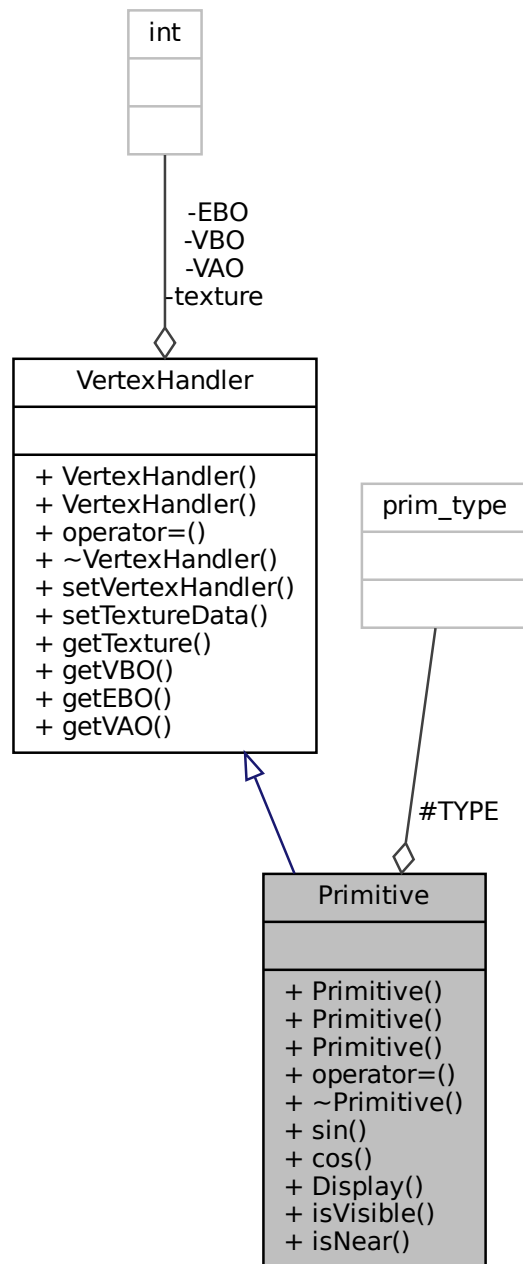 int
-EBO
-VBO
-VAO
-texture
VertexHandler
+ VertexHandler()
+ VertexHandler()
+ operator=()
+ ~VertexHandler()
+ setVertexHandler()
+ setTextureData()
+ getTexture()
+ getVBO()
+ getEBO()
+ getVAO()
prim_type
#TYPE
Primitive
+ Primitive()
+ Primitive()
+ Primitive()
+ operator=()
+ ~Primitive()
+ sin()
+ cos()
+ Display()
+ isVisible()
+ isNear()